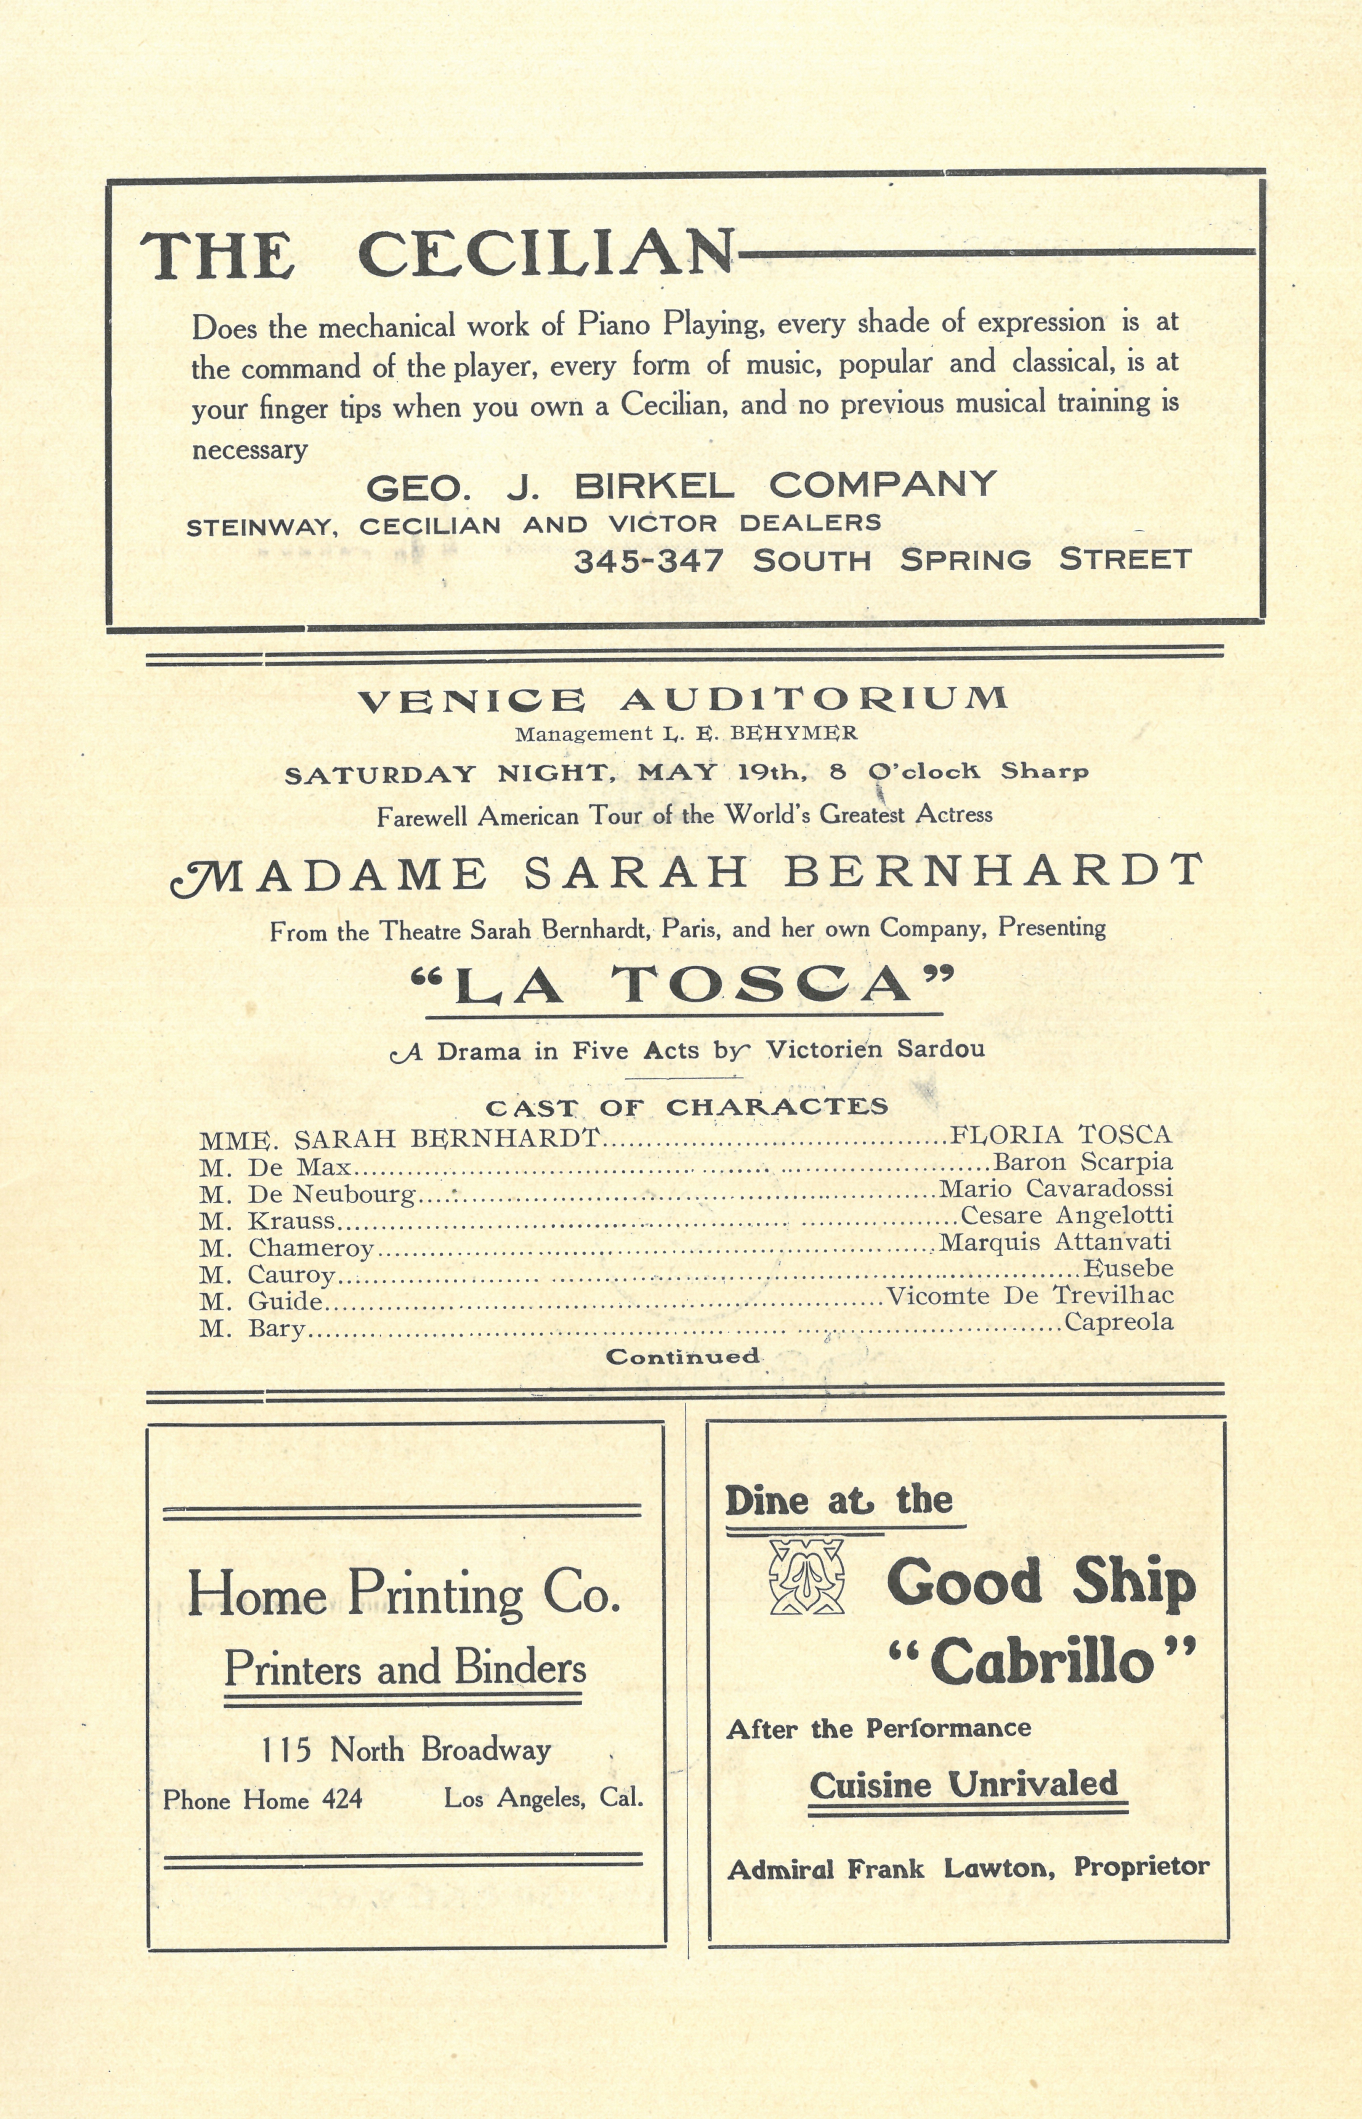 THE CECILIAN
Does the mechanical work of Piano Playing, every shade of expression is at
the command of the player, every form of music, popular and classical, is at
your finger tips when you own a Cecilian, and no previous musical training is
necessary
GEO. J. BIRKEL COMPANY
STEINWAY, CECILIAN AND VICTOR DEALERS
345-347 SOUTH SPRING STREET
VENICE AUDITORIUM
Management L. E. BEHYMER
SATURDAY NIGHT, MAY 19th, 8 O'clock Sharp
Farewell American Tour of the World's Greatest Actress
MADAME SARAH BERNHARDT
From the Theatre Sarah Bernhardt, Paris, and her own Company, Presenting
"LA TOSCA"
A Drama in Five Acts by Victorien Sardou
CAST OF CHARACTES
MME. SARAH BERNHARDT........................................FLORIA TOSCA
M. De Max........................................Baron Scarpia
M. De Neubourg........................................Mario Cavaradossi
M. Krauss........................................Cesare Angelotti
M. Chameroy........................................Marquis Attanvati
M. Cauroy........................................Eusebe
M. Guide........................................Vicomte De Trevilhac
M. Bary........................................Capreola
Continued
Home Printing Co.
Printers and Binders
115 North Broadway
Phone Home 424 Los Angeles, Cal.
Dine at the
Good Ship
"Cabrillo"
After the Performance
Cuisine Unrivaled
Admiral Frank Lawton, Proprietor